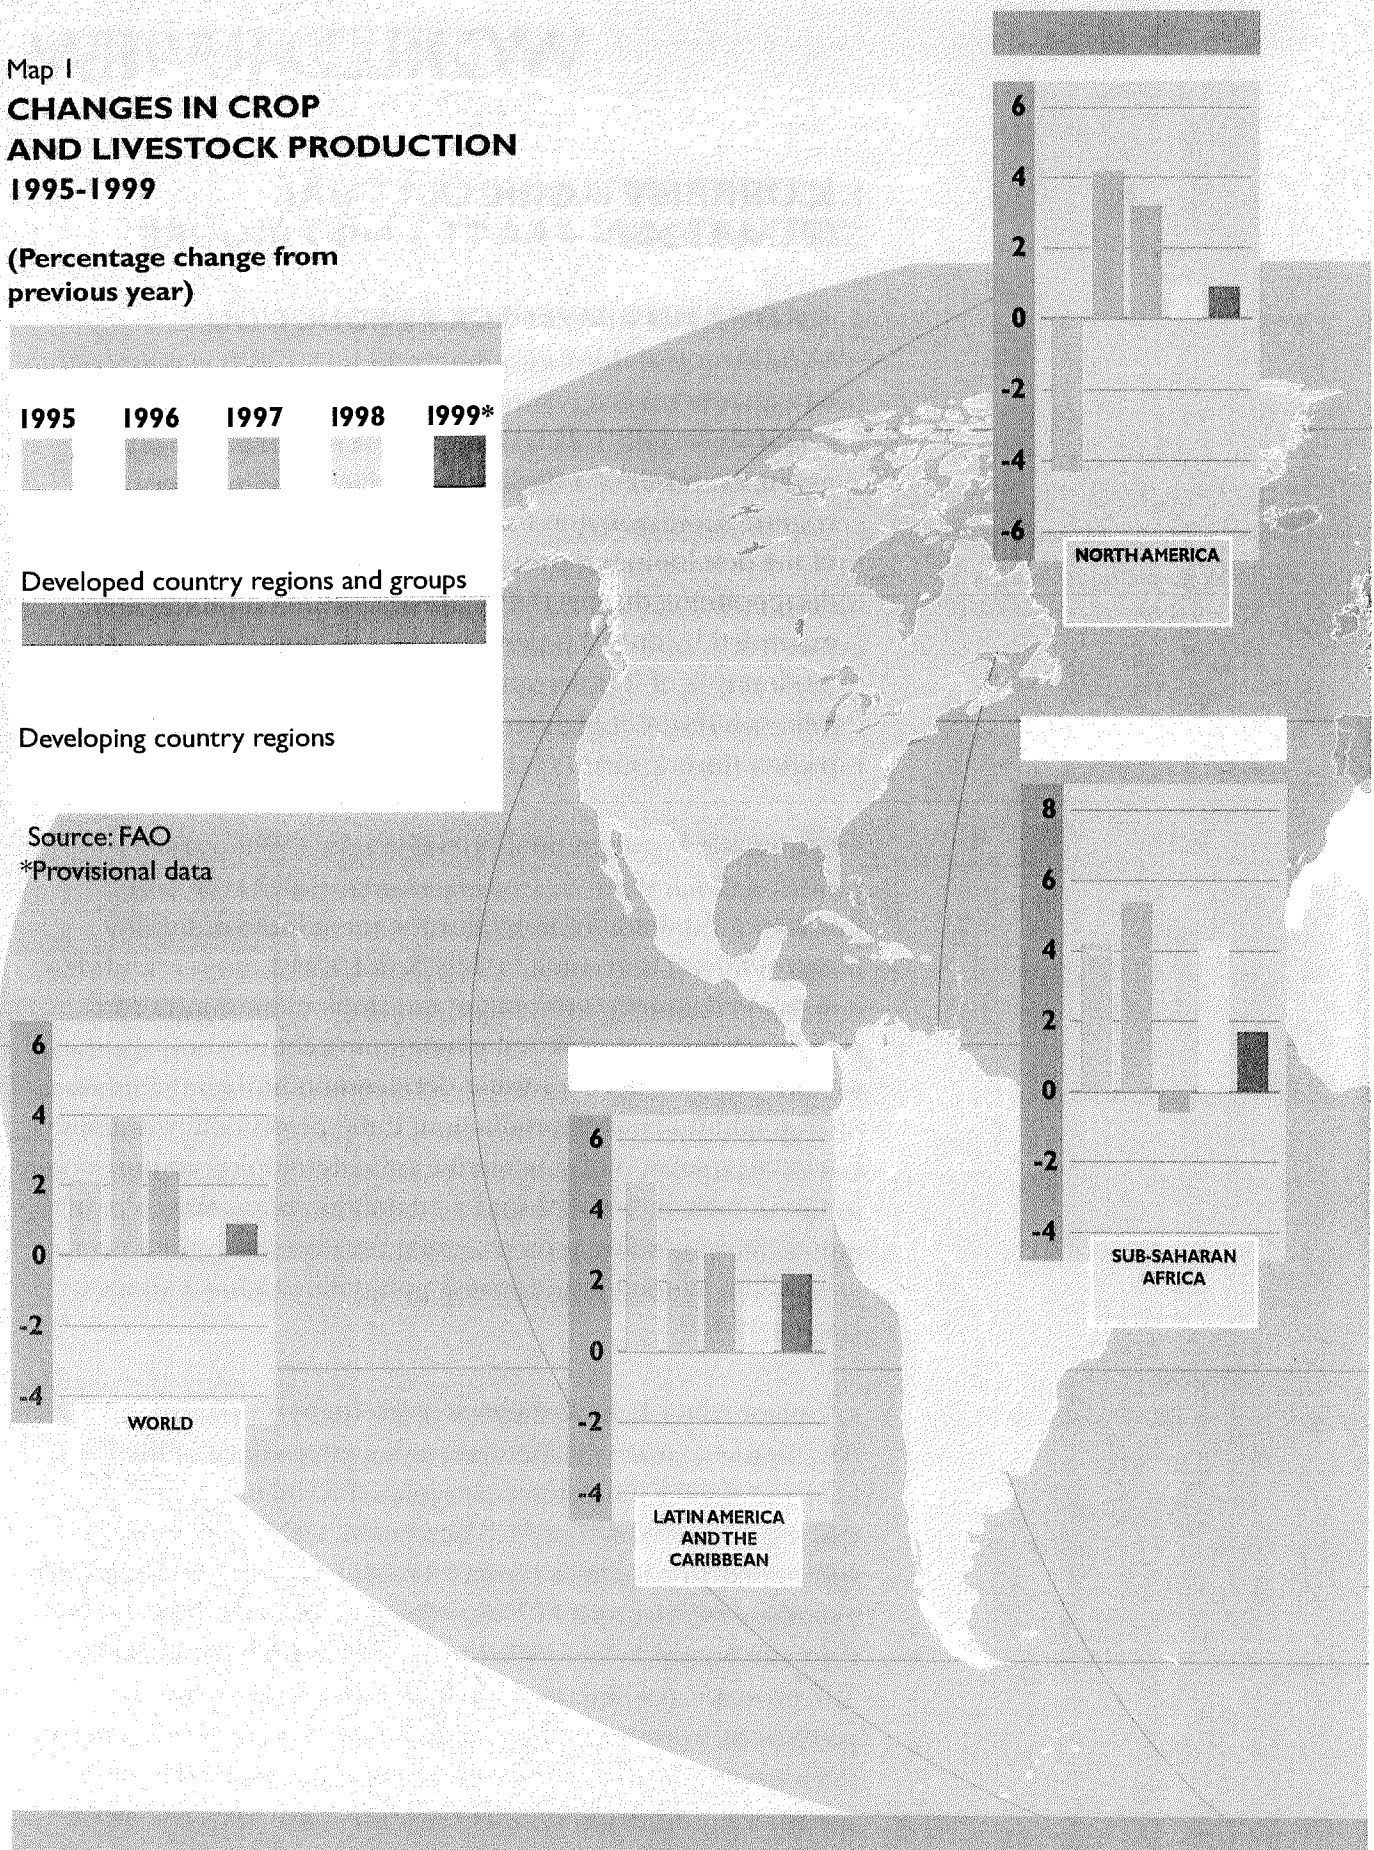 Map 1
CHANGES IN CROP
AND LIVESTOCK PRODUCTION
1995-1999
(Percentage change from
previous year)
1995 1996 1997 1998 1999*
Developed country regions and groups
Developing country regions
Source: FAO
*Provisional data
6
4
2
0
-2
-4
-6
NORTH AMERICA
8
6
4
2
0
-2
-4
SUB-SAHARAN
AFRICA
6
4
2
0
-2
-4
WORLD
6
4
2
0
-2
-4
LATIN AMERICA
AND THE
CARIBBEAN